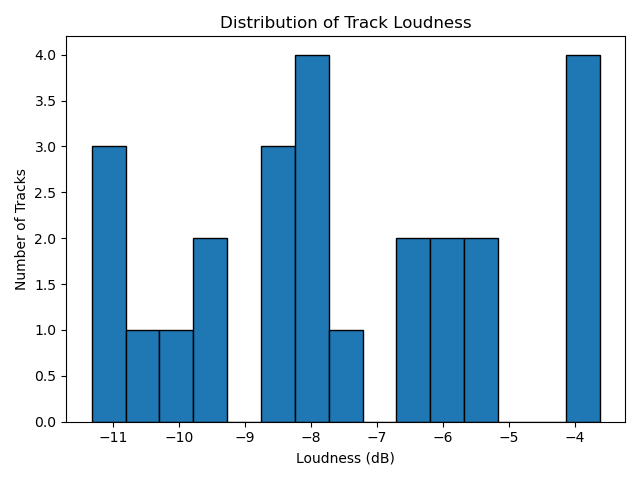 Distribution of Track Loudness
4.0
3.5
3.0
2.5
2.0
1.5
1.0
0.5
0.0
Number of Tracks
−11 −10 −9 −8 −7 −6 −5 −4
Loudness (dB)